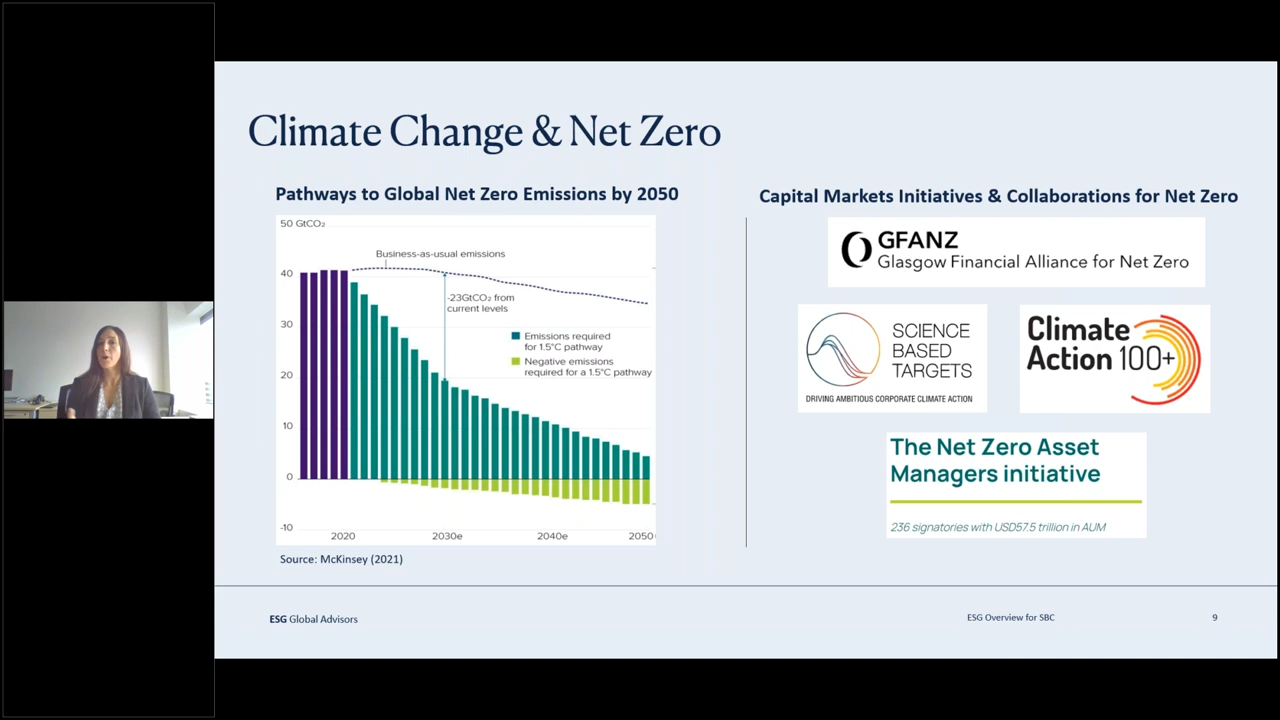 Climate Change & Net Zero
Pathways to Global Net Zero Emissions by 2050
50 GtCO₂
Business-as-usual emissions
40
-23GtCO₂ from
current levels
30
Emissions required
for 1.5°C pathway
Negative emissions
required for a 1.5°C pathway
20
10
0
-10
2020
2030e
2040e
2050
Source: McKinsey (2021)
Capital Markets Initiatives & Collaborations for Net Zero
GFANZ
Glasgow Financial Alliance for Net Zero
SCIENCE
BASED
TARGETS
DRIVING AMBITIOUS CORPORATE CLIMATE ACTION
Climate
Action 100+
The Net Zero Asset
Managers initiative
236 signatories with USD57.5 trillion in AUM
ESG Global Advisors
ESG Overview for SBC
9